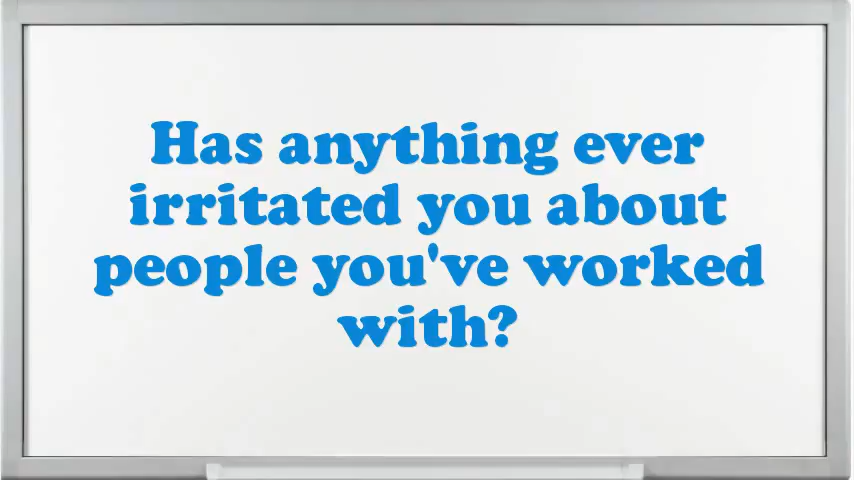 Has anything ever
irritated you about
people you've worked
with?